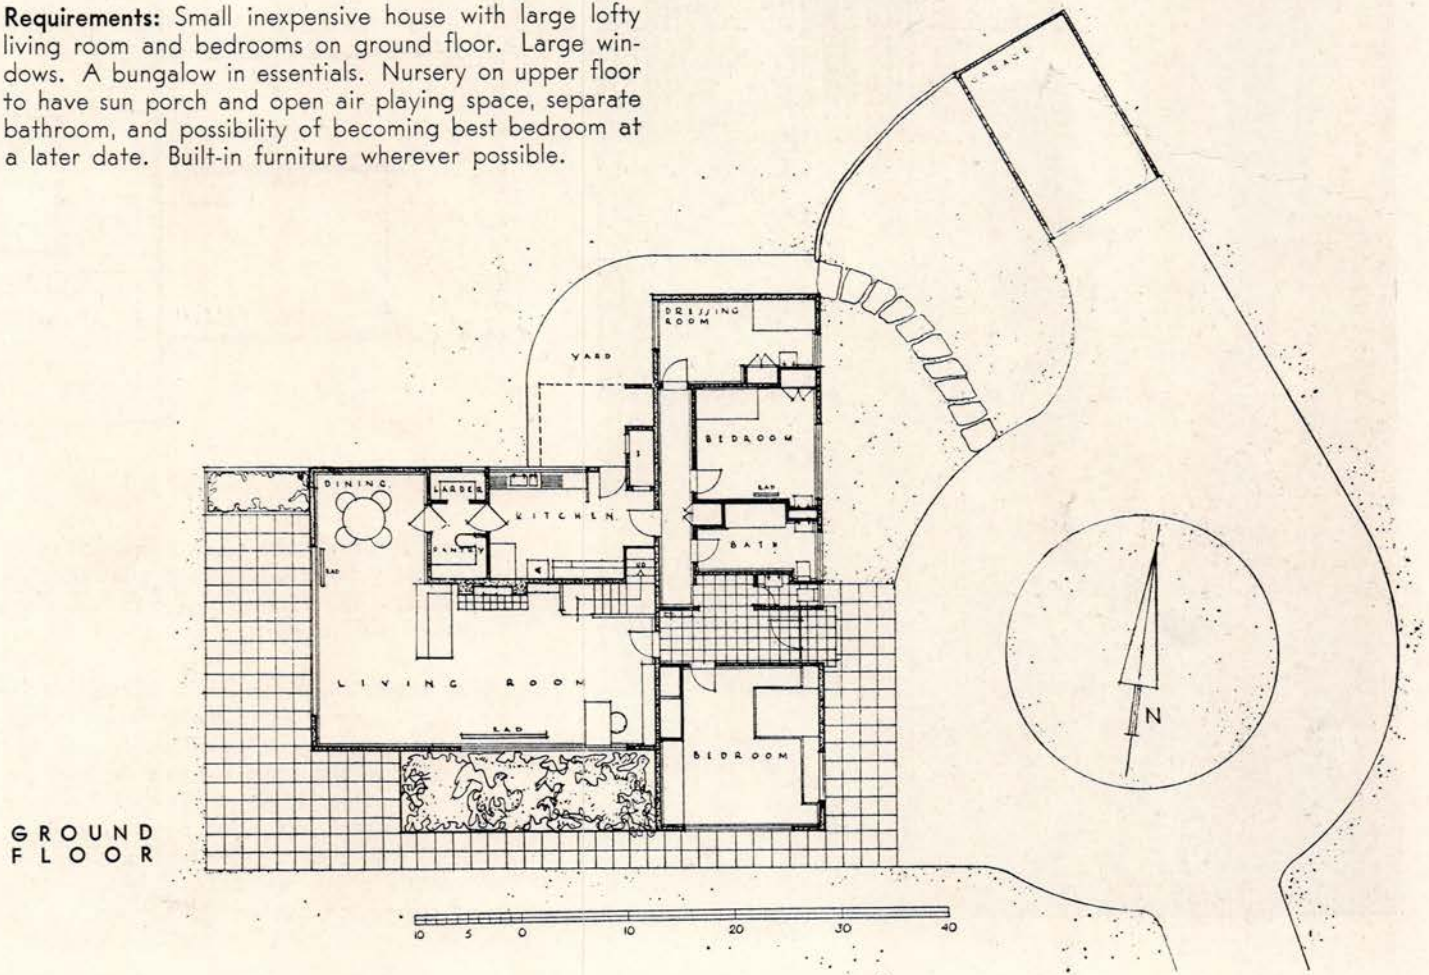 Requirements: Small inexpensive house with large lofty
living room and bedrooms on ground floor. Large win-
dows. A bungalow in essentials. Nursery on upper floor
to have sun porch and open air playing space, separate
bathroom, and possibility of becoming best bedroom at
a later date. Built-in furniture wherever possible.
GARAGE
DRESSING
ROOM
YARD
BEDROOM
RAD
DINING.
LARDER
KITCHEN.
PANTRY
BATH
RAD
UP
LIVING ROOM
RAD
BEDROOM
N
GROUND
FLOOR
10 5 0 10 20 30 40